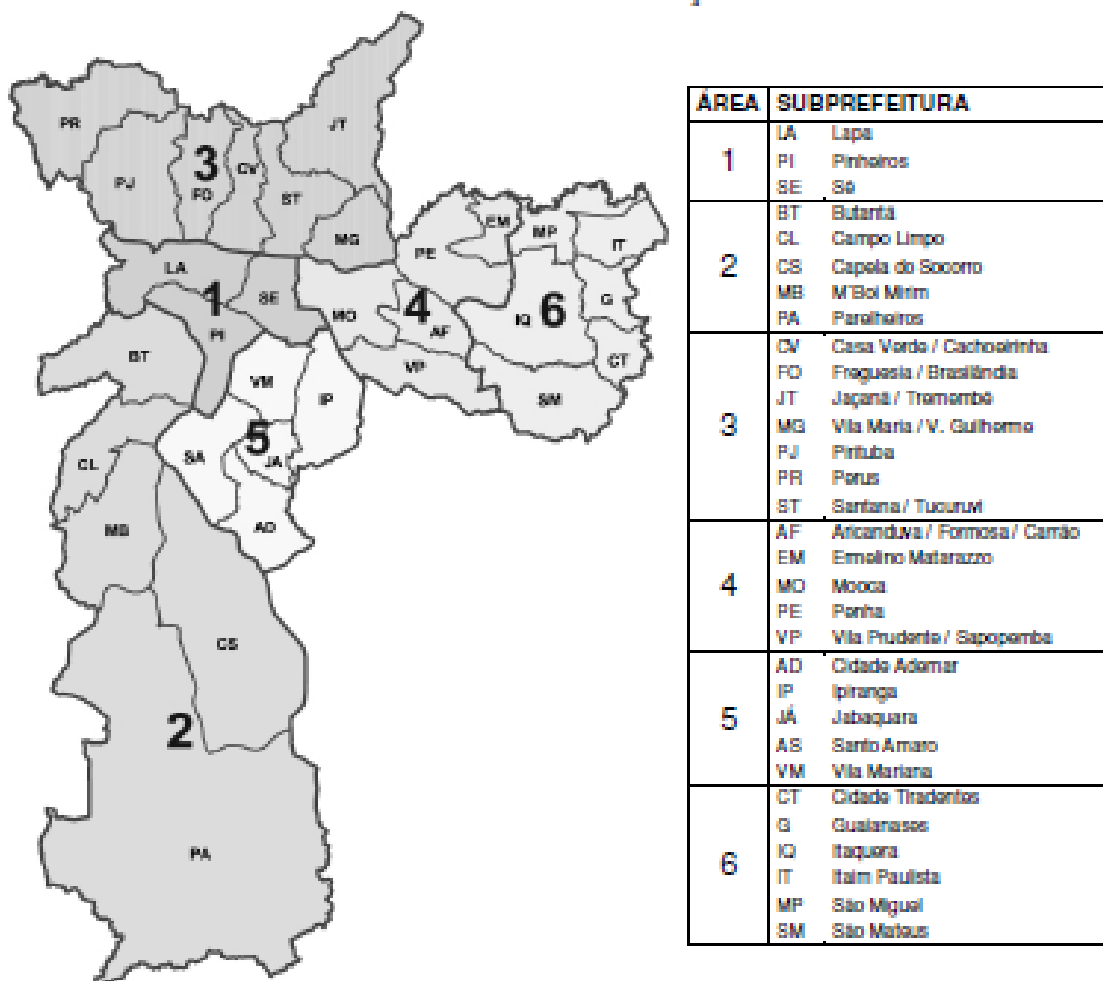 PR
JT
3
CV
PJ
FO
ST
MG
EM
MP
IT
PE
LA
1
SE
4
G
PI
MO
IQ
6
AF
BT
VP
CT
VM
IP
SM
5
SA
JA
CL
AD
MB
CS
2
PA
ÁREA SUBPREFEITURA
1
LA Lapa
PI Pinheiros
SE Sé
2
BT Butantã
CL Campo Limpo
CS Capela do Socorro
MB M'Boi Mirim
PA Parelheiros
3
CV Casa Verde / Cachoeirinha
FO Freguesia / Brasilândia
JT Jaçanã / Tremembé
MG Vila Maria / V. Guilherme
PJ Pirituba
PR Perus
ST Santana / Tucuruvi
4
AF Aricanduva / Formosa / Carrão
EM Ermelino Matarazzo
MO Mooca
PE Penha
VP Vila Prudente / Sapopemba
5
AD Cidade Ademar
IP Ipiranga
JÁ Jabaquara
AS Santo Amaro
VM Vila Mariana
6
CT Cidade Tiradentes
G Guaianases
IQ Itaquera
IT Itaim Paulista
MP São Miguel
SM São Mateus